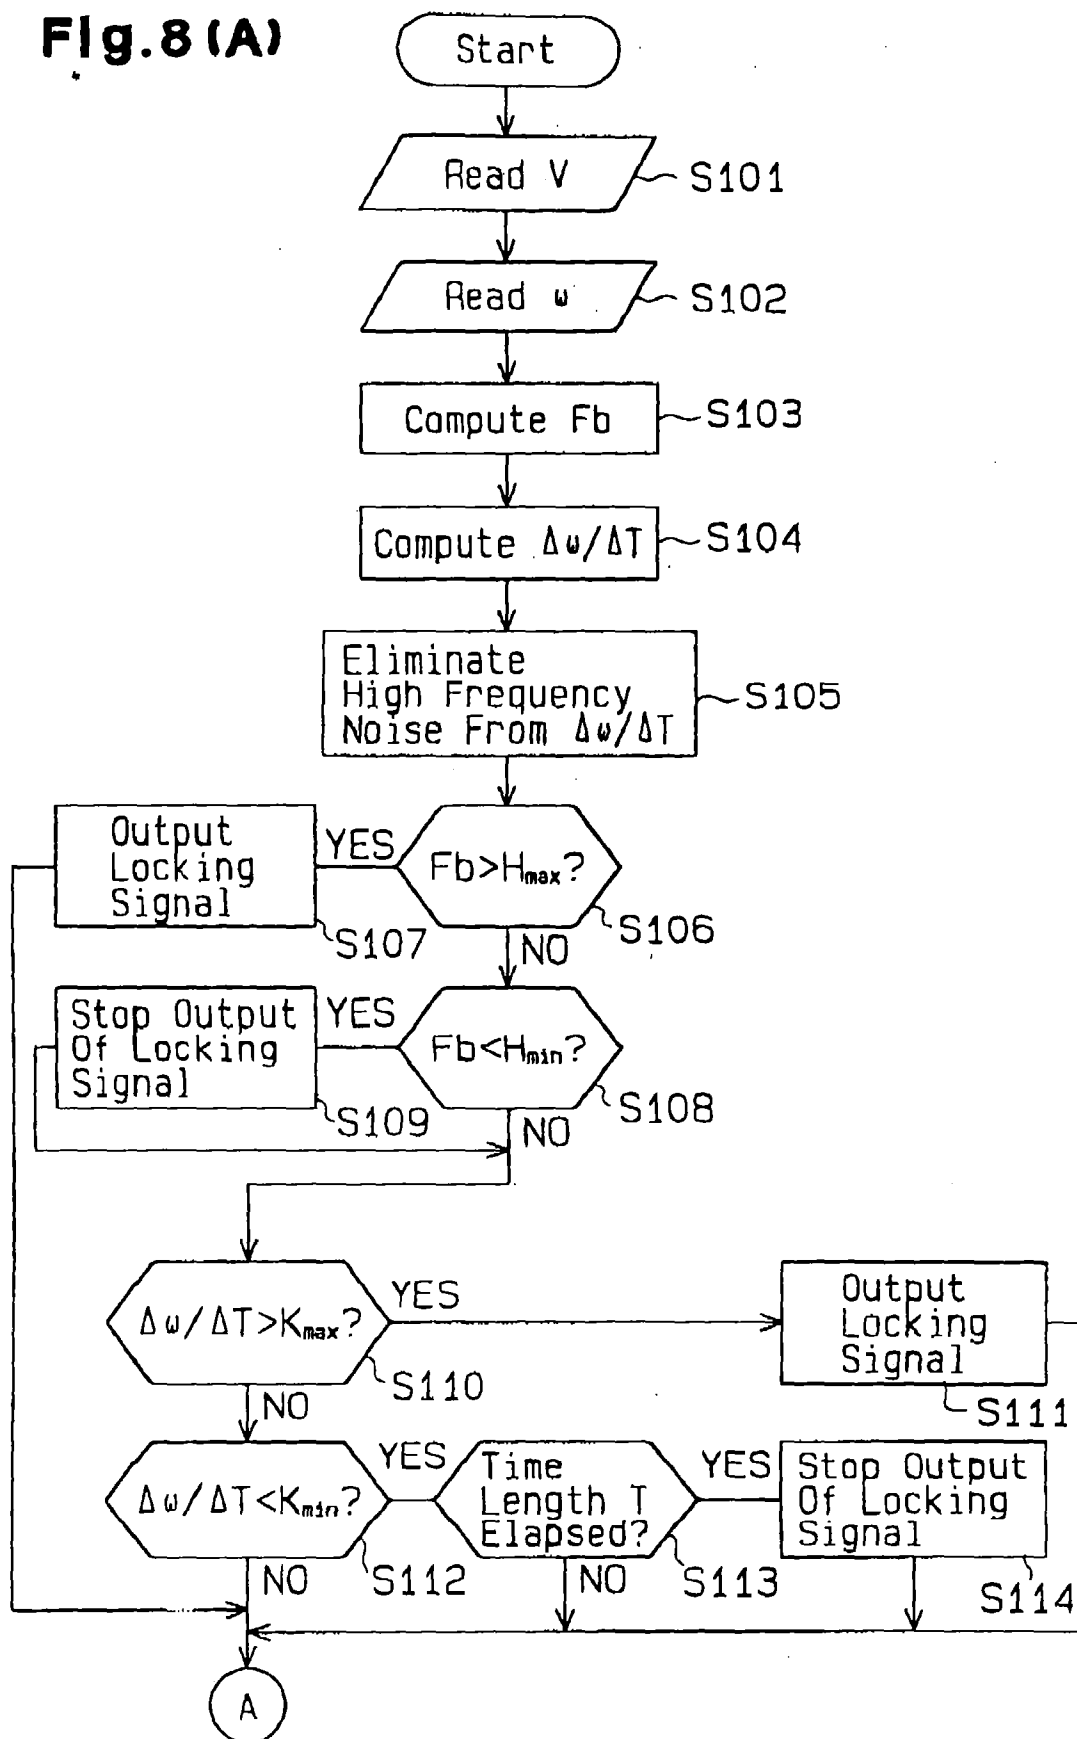 FIg.8(A)
Start
Read V
S101
Read ω
S102
Compute Fb
S103
Compute Δω/ΔT
S104
Eliminate
High Frequency
Noise From Δω/ΔT
S105
Output
Locking
Signal
S107
YES
Fb>Hmax?
S106
NO
Stop Output
Of Locking
Signal
S109
YES
Fb<Hmin?
S108
NO
Δω/ΔT>Kmax?
S110
YES
Output
Locking
Signal
S111
NO
Δω/ΔT<Kmin?
S112
YES
Time
Length T
Elapsed?
S113
YES
Stop Output
Of Locking
Signal
S114
NO
NO
A